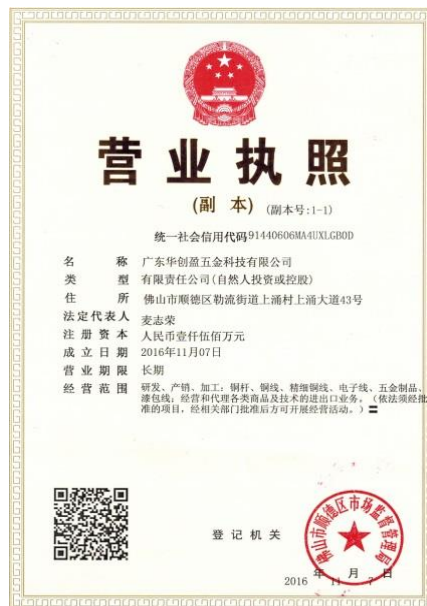 营业执照
(副 本) (副本号:1-1)
统一社会信用代码91440606MA4UXLGB0D
名 称 广东华创盈五金科技有限公司
类 型 有限责任公司(自然人投资或控股)
住 所 佛山市顺德区勒流街道上涌村上涌大道43号
法定代表人 麦志荣
注册资本 人民币壹仟伍佰万元
成立日期 2016年11月07日
营业期限 长期
经营范围 研发、产销、加工:铜杆、铜线、精细铜线、电子线、五金制品、
漆包线;经营和代理各类商品及技术的进出口业务。(依法须经批
准的项目,经相关部门批准后方可开展经营活动。)〓
登记机关
佛山市顺德区市场监督管理局
2016 年 11 月 7 日